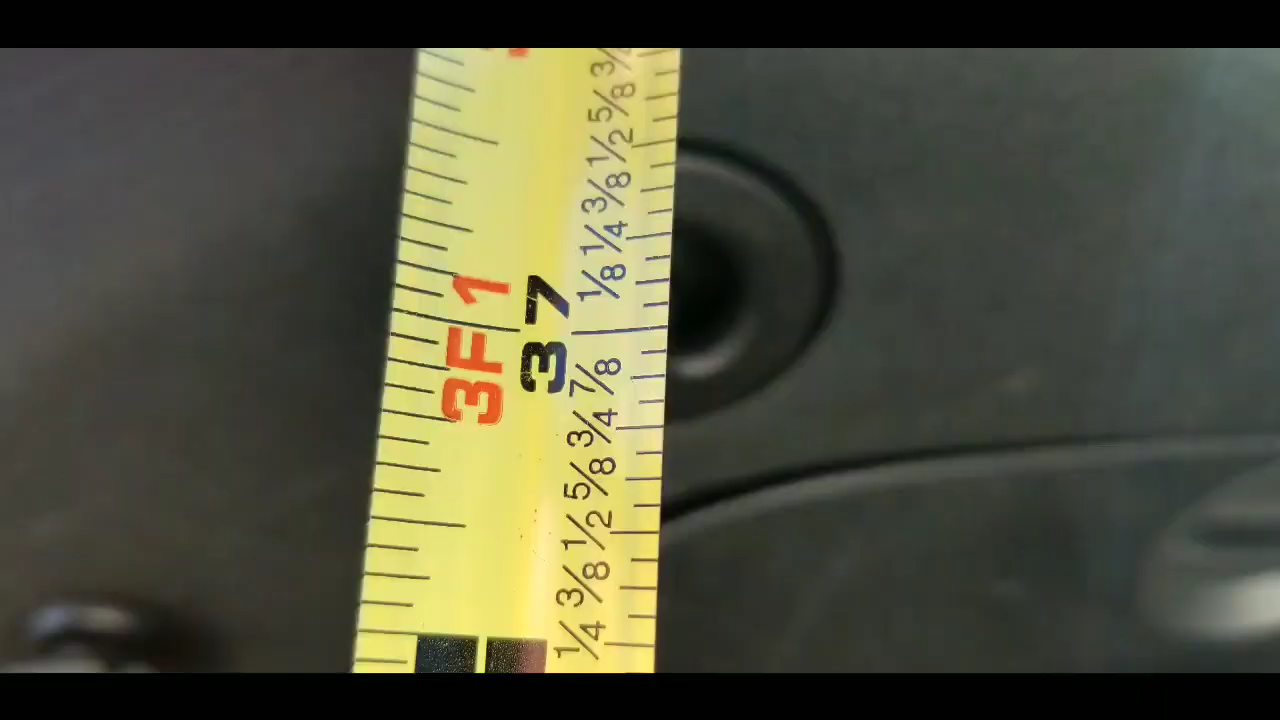 3F1
37
1/4 3/8 1/2 5/8 3/4 7/8
1/8 1/4 3/8 1/2 5/8 3/4